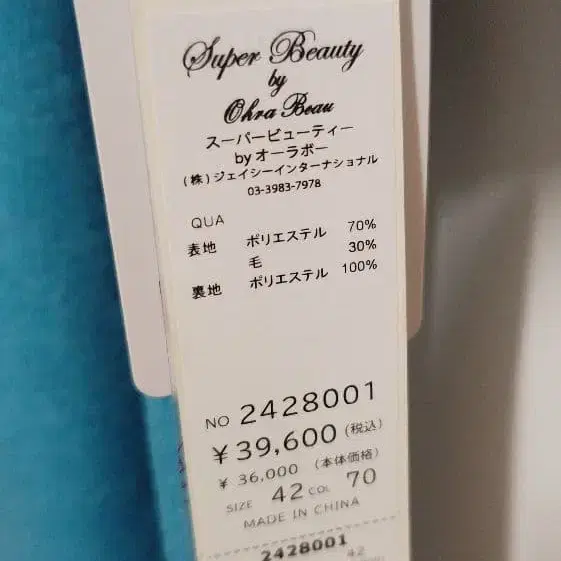 Super Beauty
by
Ohra Beau
スーパービューティー
byオーラボー
(株)ジェイシーインターナショナル
03-3983-7978
QUA
表地 ポリエステル 70%
毛 30%
裏地 ポリエステル 100%
NO 2428001
¥39,600(税込)
¥ 36,000 (本体価格)
SIZE 42 COL 70
MADE IN CHINA
2428001
42